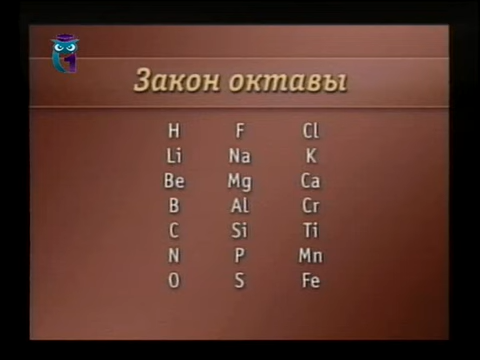 Закон октавы
H F Cl
Li Na K
Be Mg Ca
B Al Cr
C Si Ti
N P Mn
O S Fe